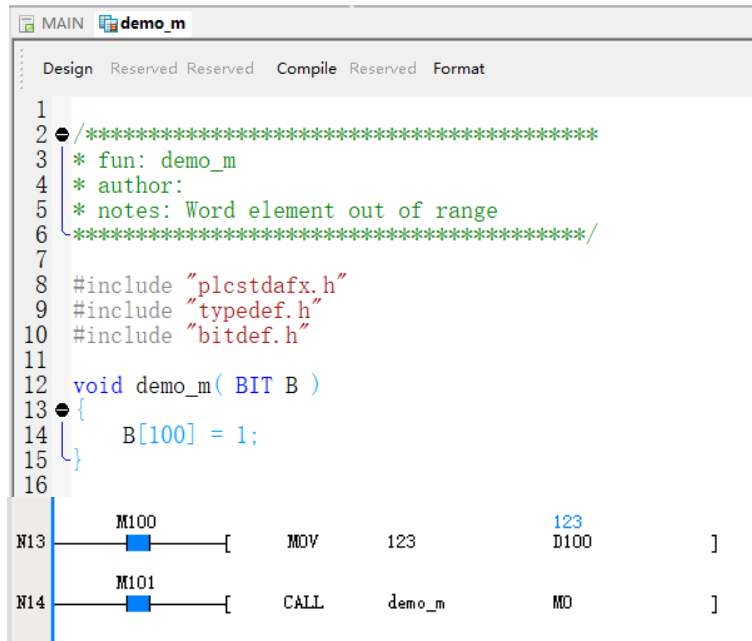 MAIN demo_m
Design Reserved Reserved Compile Reserved Format
1
2 /*****************************************
3 * fun: demo_m
4 * author:
5 * notes: Word element out of range
6 *****************************************/
7
8 #include "plcstdafx.h"
9 #include "typedef.h"
10 #include "bitdef.h"
11
12 void demo_m( BIT B )
13 {
14 B[100] = 1;
15 }
16
M100 123
N13 [ MOV 123 D100 ]
M101
N14 [ CALL demo_m M0 ]